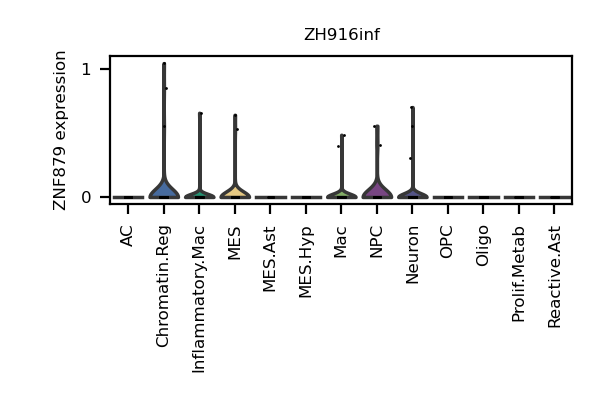 ZH916inf
ZNF879 expression
1
0
AC
Chromatin.Reg
Inflammatory.Mac
MES
MES.Ast
MES.Hyp
Mac
NPC
Neuron
OPC
Oligo
Prolif.Metab
Reactive.Ast